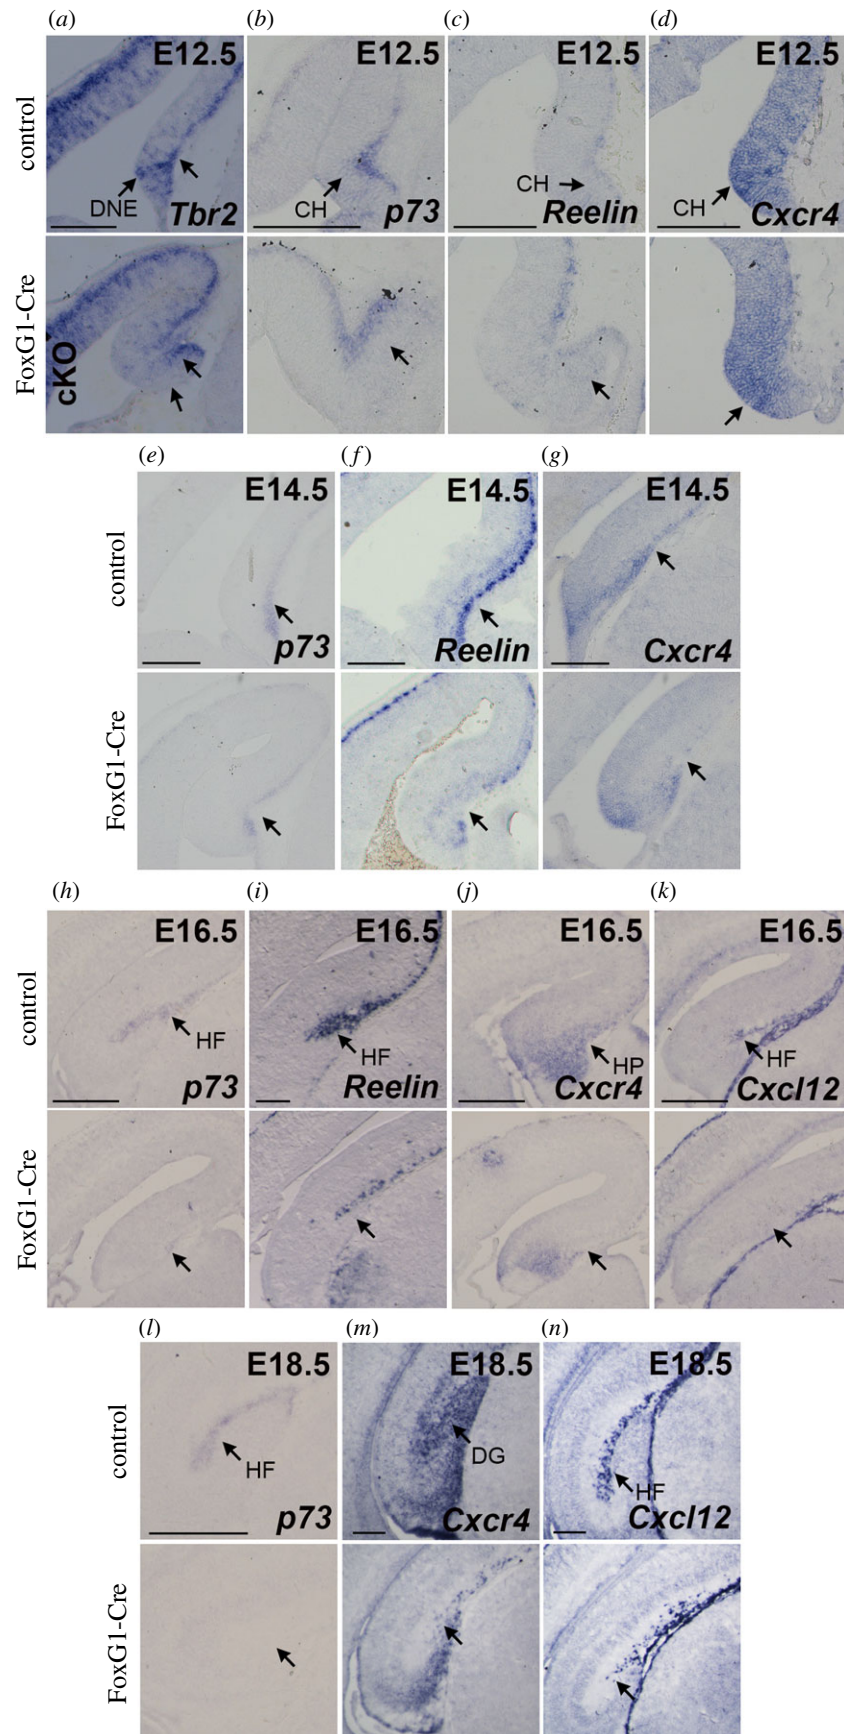 (a) (b) (c) (d)
control
E12.5 E12.5 E12.5 E12.5
DNE CH CH CH
Tbr2 p73 Reelin Cxcr4
FoxG1-Cre
cKO
(e) (f) (g)
control
E14.5 E14.5 E14.5
p73 Reelin Cxcr4
FoxG1-Cre
(h) (i) (j) (k)
control
E16.5 E16.5 E16.5 E16.5
HF HF HP HF
p73 Reelin Cxcr4 Cxcl12
FoxG1-Cre
(l) (m) (n)
control
E18.5 E18.5 E18.5
HF DG HF
p73 Cxcr4 Cxcl12
FoxG1-Cre